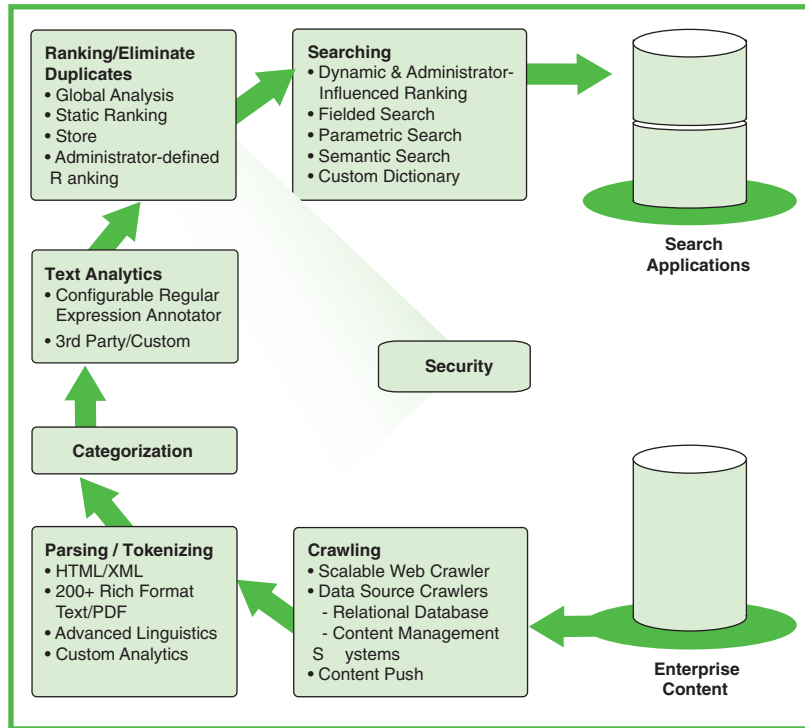 Ranking/Eliminate
Duplicates
• Global Analysis
• Static Ranking
• Store
• Administrator-defined
R anking
Searching
• Dynamic & Administrator-
Influenced Ranking
• Fielded Search
• Parametric Search
• Semantic Search
• Custom Dictionary
Search
Applications
Text Analytics
• Configurable Regular
Expression Annotator
• 3rd Party/Custom
Security
Categorization
Parsing / Tokenizing
• HTML/XML
• 200+ Rich Format
Text/PDF
• Advanced Linguistics
• Custom Analytics
Crawling
• Scalable Web Crawler
• Data Source Crawlers
- Relational Database
- Content Management
S ystems
• Content Push
Enterprise
Content